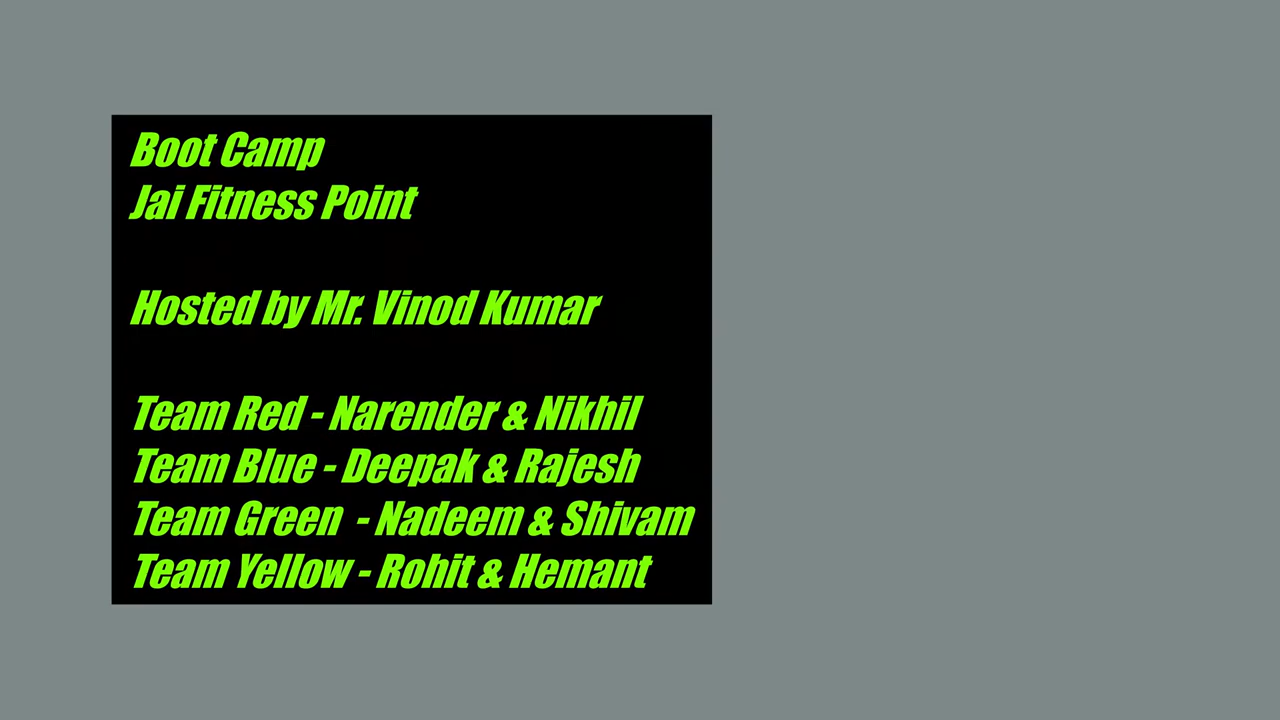 Boot Camp
Jai Fitness Point
Hosted by Mr. Vinod Kumar
Team Red - Narender & Nikhil
Team Blue - Deepak & Rajesh
Team Green  - Nadeem & Shivam
Team Yellow - Rohit & Hemant